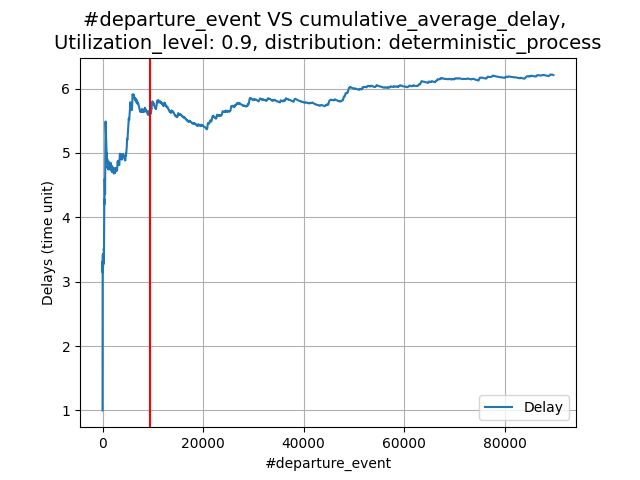 #departure_event VS cumulative_average_delay,
Utilization_level: 0.9, distribution: deterministic_process
Delays (time unit)
6
5
4
3
2
1
Delay
0 20000 40000 60000 80000
#departure_event